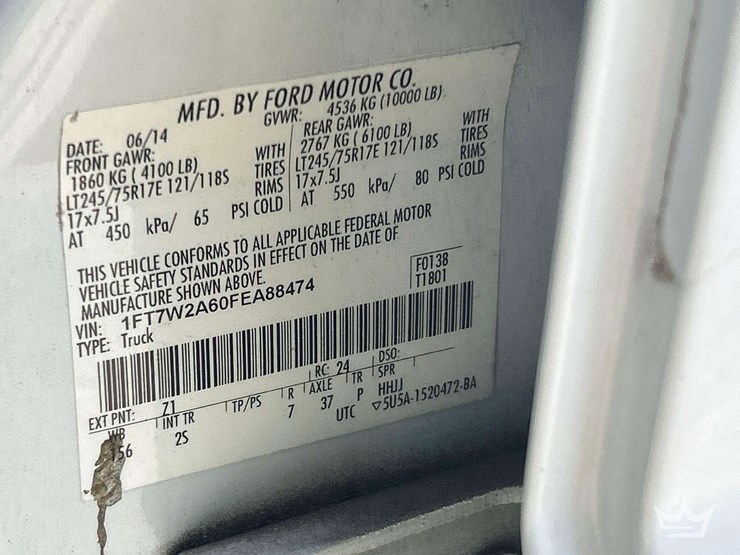 MFD. BY FORD MOTOR CO.
DATE: 06/14 GVWR: 4536 KG (10000 LB)
FRONT GAWR: REAR GAWR:
1860 KG ( 4100 LB) WITH 2767 KG ( 6100 LB) WITH
LT245/75R17E 121/118S TIRES LT245/75R17E 121/118S TIRES
17x7.5J RIMS 17x7.5J RIMS
AT 450 kPa/ 65 PSI COLD AT 550 kPa/ 80 PSI COLD
THIS VEHICLE CONFORMS TO ALL APPLICABLE FEDERAL MOTOR
VEHICLE SAFETY STANDARDS IN EFFECT ON THE DATE OF
MANUFACTURE SHOWN ABOVE.
VIN: 1FT7W2A60FEA88474 F0138
TYPE: Truck T1801
EXT PNT: Z1 RC: 24 DSO:
WB INT TR TP/PS R AXLE TR SPR
156 2S 7 37 P HHJJ
UTC ▽5U5A-1520472-BA